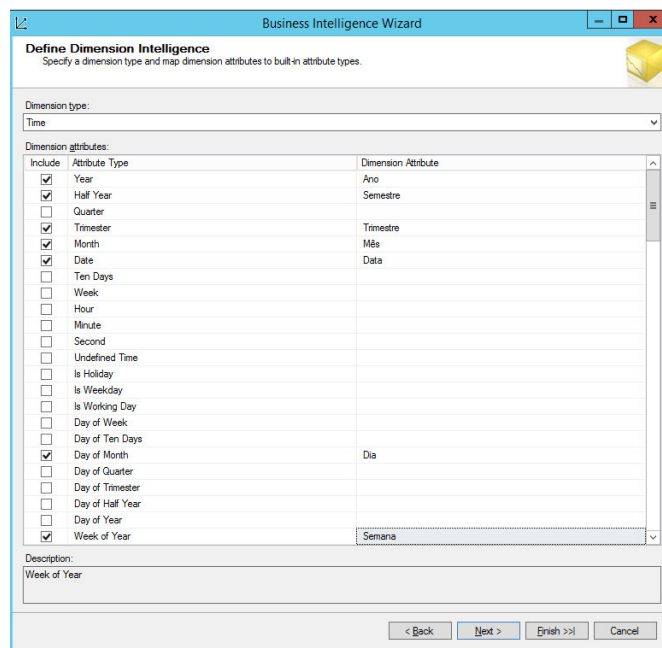 Business Intelligence Wizard
Define Dimension Intelligence
Specify a dimension type and map dimension attributes to built-in attribute types.
Dimension type:
Time
Dimension attributes:
Include Attribute Type Dimension Attribute
Year Ano
Half Year Semestre
Quarter
Trimester Trimestre
Month Mês
Date Data
Ten Days
Week
Hour
Minute
Second
Undefined Time
Is Holiday
Is Weekday
Is Working Day
Day of Week
Day of Ten Days
Day of Month Dia
Day of Quarter
Day of Trimester
Day of Half Year
Day of Year
Week of Year Semana
Description:
Week of Year
< Back Next > Finish >>| Cancel